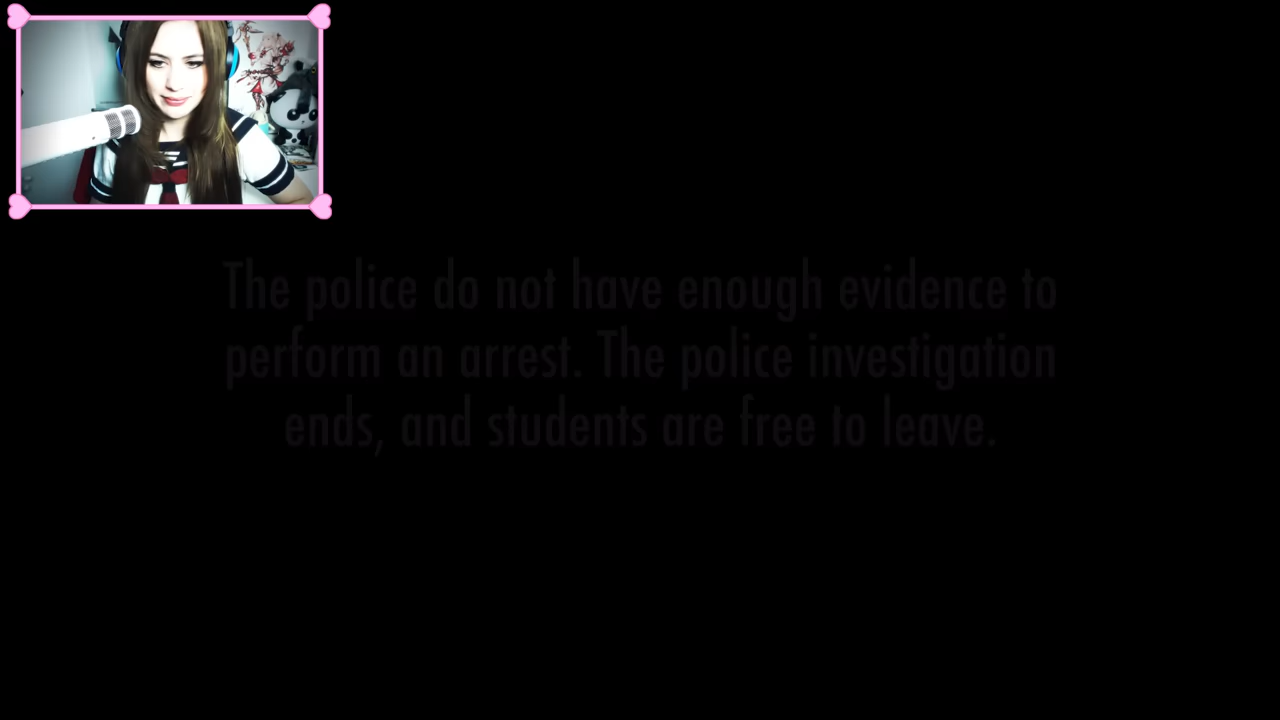 The police do not have enough evidence to
perform an arrest. The police investigation
ends, and students are free to leave.